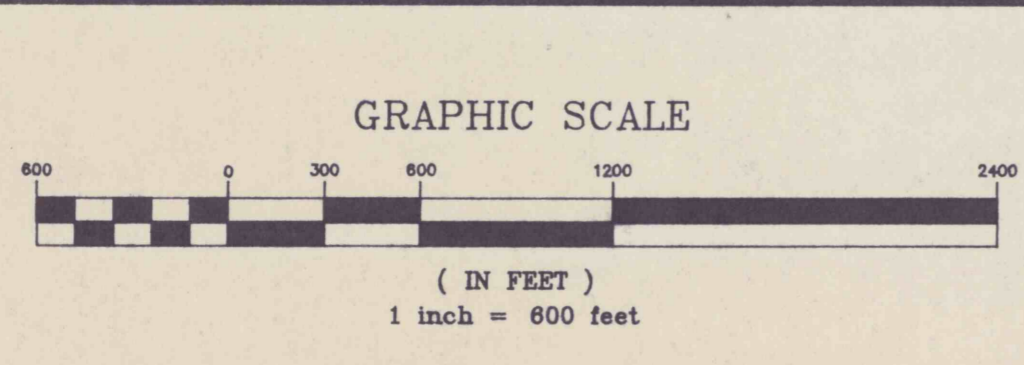 GRAPHIC SCALE
600 0 300 600 1200 2400
( IN FEET )
1 inch = 600 feet